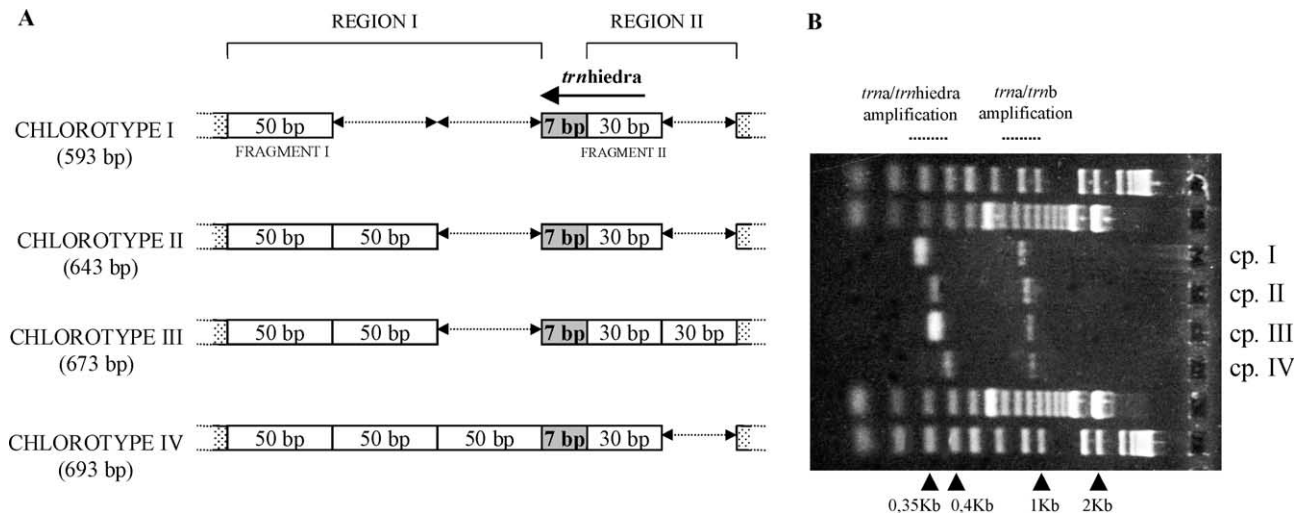 A
REGION I
REGION II
trnhiedra
CHLOROTYPE I
(593 bp)
50 bp
7 bp
30 bp
FRAGMENT I
FRAGMENT II
CHLOROTYPE II
(643 bp)
50 bp
50 bp
7 bp
30 bp
CHLOROTYPE III
(673 bp)
50 bp
50 bp
7 bp
30 bp
30 bp
CHLOROTYPE IV
(693 bp)
50 bp
50 bp
50 bp
7 bp
30 bp
B
trna/trnhiedra
amplification
trna/trnb
amplification
cp. I
cp. II
cp. III
cp. IV
0,35Kb
0,4Kb
1Kb
2Kb